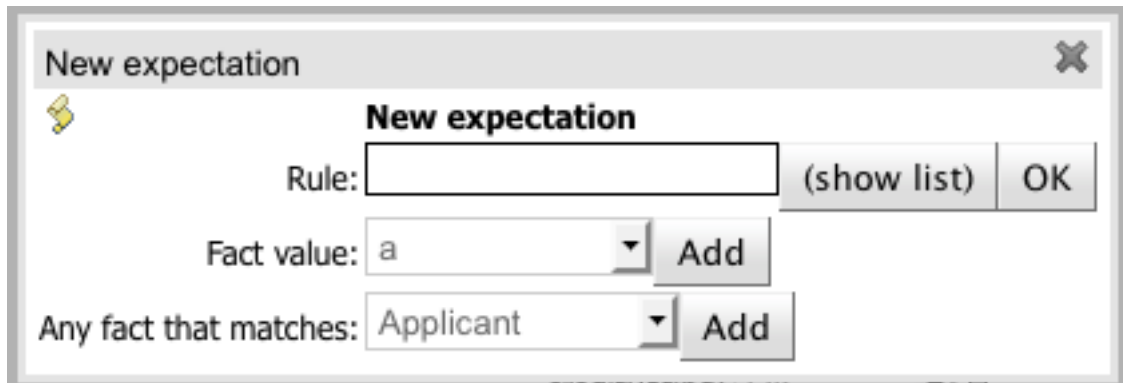 New expectation
New expectation
Rule: (show list) OK
Fact value: a Add
Any fact that matches: Applicant Add